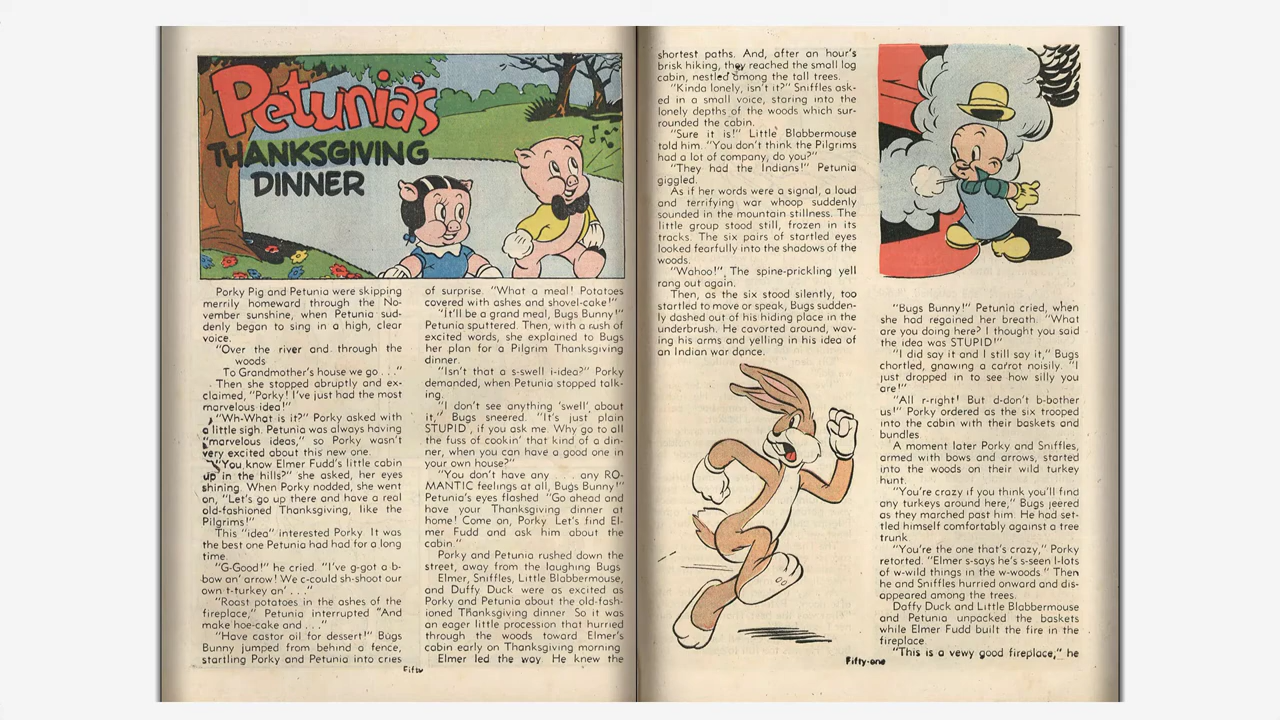 Petunia's
THANKSGIVING
DINNER
Porky Pig and Petunia were skipping
merrily homeward through the No-
vember sunshine, when Petunia sud-
denly began to sing in a high, clear
voice.
"Over the river and through the
woods
To Grandmother's house we go . . ."
Then she stopped abruptly and ex-
claimed, "Porky! I've just had the most
marvelous idea!"
"Wh-What is it?" Porky asked with
a little sigh. Petunia was always having
"marvelous ideas," so Porky wasn't
very excited about this new one.
"You know Elmer Fudd's little cabin
up in the hills?" she asked, her eyes
shining. When Porky nodded, she went
on, "Let's go up there and have a real
old-fashioned Thanksgiving, like the
Pilgrims!"
This "idea" interested Porky. It was
the best one Petunia had had for a long
time.
"G-Good!" he cried. "I've g-got a b-
bow an' arrow! We c-could sh-shoot our
own t-turkey an' . . ."
"Roast potatoes in the ashes of the
fireplace," Petunia interrupted "And
make hoe-cake and . . ."
"Have castor oil for dessert!" Bugs
Bunny jumped from behind a fence,
startling Porky and Petunia into cries
of surprise. "What a meal! Potatoes
covered with ashes and shovel-cake!"
"It'll be a grand meal, Bugs Bunny!"
Petunia sputtered. Then, with a rush of
excited words, she explained to Bugs
her plan for a Pilgrim Thanksgiving
dinner.
"Isn't that a s-swell i-idea?" Porky
demanded, when Petunia stopped talk-
ing.
"I don't see anything 'swell' about
it," Bugs sneered. "It's just plain
STUPID, if you ask me. Why go to all
the fuss of cookin' that kind of a din-
ner, when you can have a good one in
your own house?"
"You don't have any . . . any RO-
MANTIC feelings at all, Bugs Bunny!"
Petunia's eyes flashed "Go ahead and
have your Thanksgiving dinner at
home! Come on, Porky Let's find El-
mer Fudd and ask him about the
cabin."
Porky and Petunia rushed down the
street, away from the laughing Bugs
Elmer, Sniffles, Little Blabbermouse,
and Duffy Duck were as excited as
Porky and Petunia about the old-fash-
ioned Thanksgiving dinner So it was
an eager little procession that hurried
through the woods toward Elmer's
cabin early on Thanksgiving morning
Elmer led the way. He knew the
Fifty
shortest paths. And, after an hour's
brisk hiking, they reached the small log
cabin, nestled among the tall trees.
"Kinda lonely, isn't it?" Sniffles ask-
ed in a small voice, staring into the
lonely depths of the woods which sur-
rounded the cabin.
"Sure it is!" Little Blabbermouse
told him. "You don't think the Pilgrims
had a lot of company, do you?"
"They had the Indians!" Petunia
giggled.
As if her words were a signal, a loud
and terrifying war whoop suddenly
sounded in the mountain stillness. The
little group stood still, frozen in its
tracks. The six pairs of startled eyes
looked fearfully into the shadows of the
woods.
"Wahoo!" The spine-prickling yell
rang out again.
Then, as the six stood silently, too
startled to move or speak, Bugs sudden-
ly dashed out of his hiding place in the
underbrush. He cavorted around, wav-
ing his arms and yelling in his idea of
an Indian war dance.
"Bugs Bunny!" Petunia cried, when
she had regained her breath. "What
are you doing here? I thought you said
the idea was STUPID!"
"I did say it and I still say it," Bugs
chortled, gnawing a carrot noisily. "I
just dropped in to see how silly you
are!"
"All r-right! But d-don't b-bother
us!" Porky ordered as the six trooped
into the cabin with their baskets and
bundles.
A moment later Porky and Sniffles,
armed with bows and arrows, started
into the woods on their wild turkey
hunt.
"You're crazy if you think you'll find
any turkeys around here," Bugs jeered
as they marched past him. He had set-
tled himself comfortably against a tree
trunk.
"You're the one that's crazy," Porky
retorted. "Elmer s-says he's s-seen l-lots
of w-wild things in the w-woods" Then
he and Sniffles hurried onward and dis-
appeared among the trees.
Daffy Duck and Little Blabbermouse
and Petunia unpacked the baskets
while Elmer Fudd built the fire in the
fireplace.
"This is a vewy good fireplace," he
Fifty-one